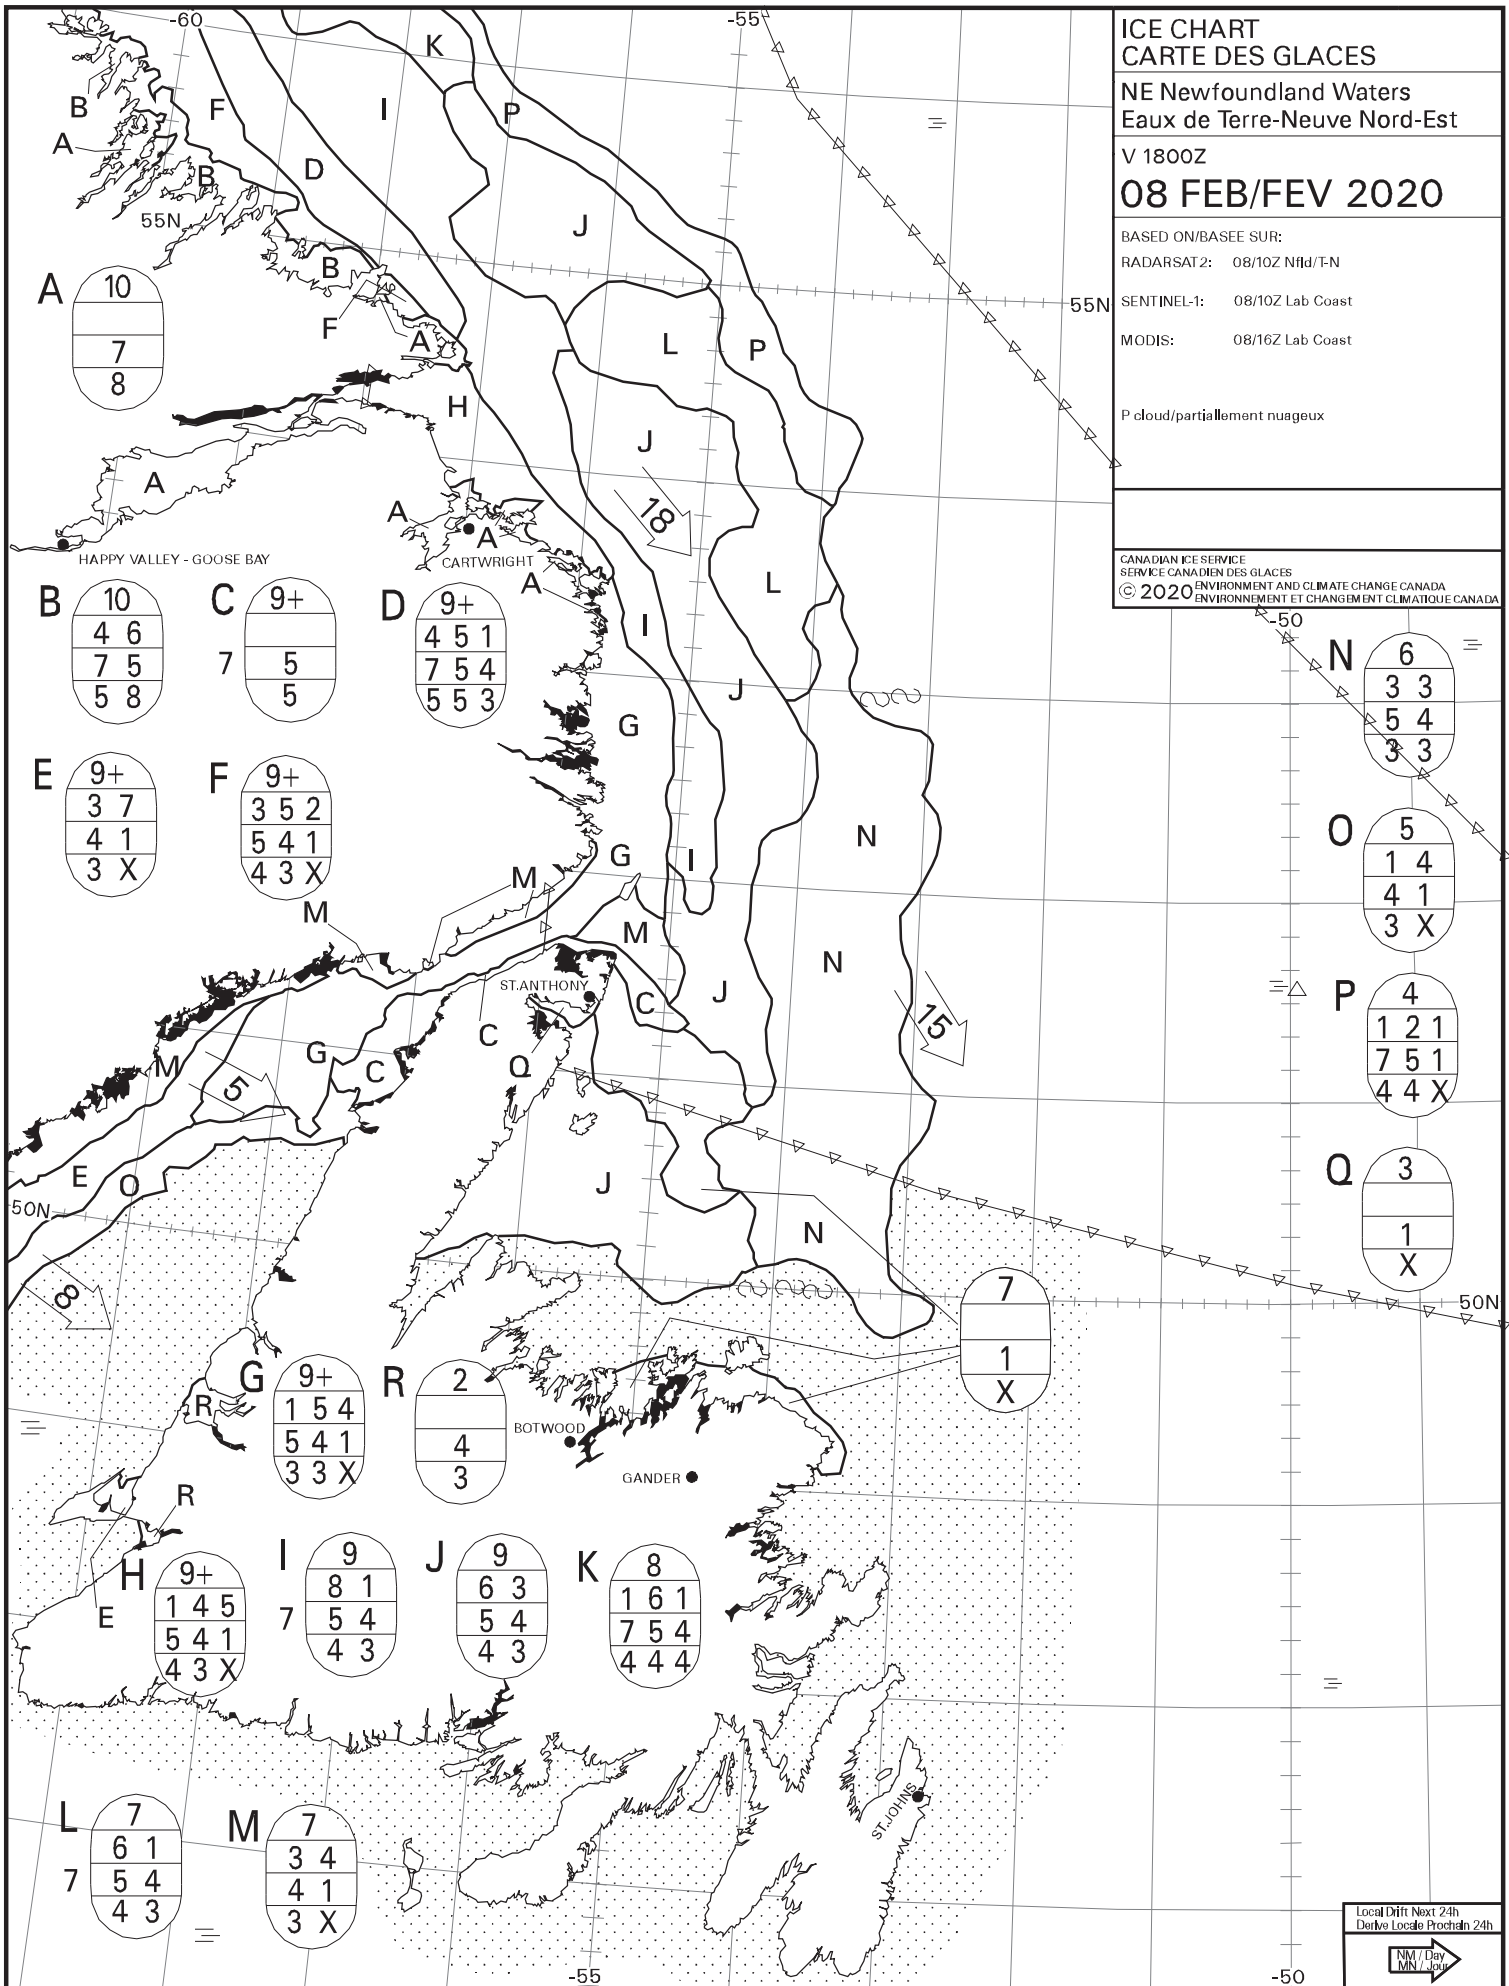 -60
-55
ICE CHART
CARTE DES GLACES
NE Newfoundland Waters
Eaux de Terre-Neuve Nord-Est
V 1800Z
08 FEB/FEV 2020
BASED ON/BASEE SUR:
RADARSAT2: 08/10Z Nfld/T-N
SENTINEL-1: 08/10Z Lab Coast
MODIS: 08/16Z Lab Coast
P cloud/partiallement nuageux
CANADIAN ICE SERVICE
SERVICE CANADIEN DES GLACES
© 2020 ENVIRONMENT AND CLIMATE CHANGE CANADA
ENVIRONNEMENT ET CHANGEMENT CLIMATIQUE CANADA
K
B
F
I
P
A
D
B
55N
J
B
55N
F
A
L
P
H
J
A
18
A
A
HAPPY VALLEY - GOOSE BAY
CARTWRIGHT
A
L
I
J
G
N
G
I
M
M
M
N
ST.ANTHONY
C
J
C
15
G
Q
M
C
5
E
O
J
50N
N
8
50N
R
BOTWOOD
GANDER
R
E
ST.JOHNS
A
10
7
8
B
10
4 6
7 5
5 8
C
9+
7 5
5
D
9+
4 5 1
7 5 4
5 5 3
E
9+
3 7
4 1
3 X
F
9+
3 5 2
5 4 1
4 3 X
G
9+
1 5 4
5 4 1
3 3 X
H
9+
1 4 5
5 4 1
4 3 X
I
9
8 1
7 5 4
4 3
J
9
6 3
5 4
4 3
K
8
1 6 1
7 5 4
4 4 4
L
7
6 1
7 5 4
4 3
M
7
3 4
4 1
3 X
-50
N
6
3 3
5 4
3 3
O
5
1 4
4 1
3 X
P
4
1 2 1
7 5 1
4 4 X
Q
3
1
X
R
2
4
3
7
1
X
Local Drift Next 24h
Derive Locale Prochain 24h
NM / Day
MN / Jour
-55
-50